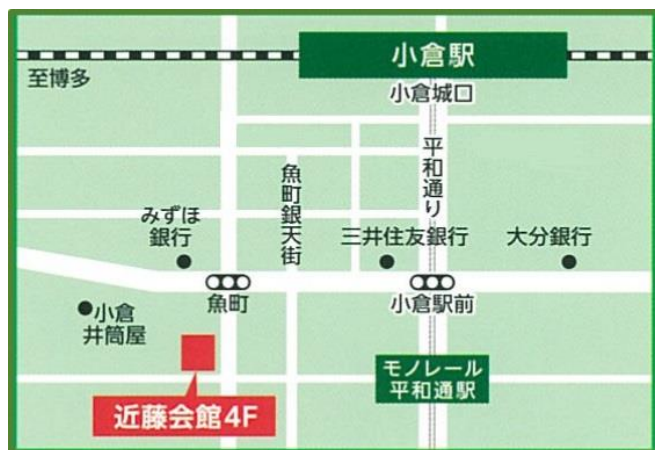 小倉駅
至博多
小倉城口
平和通り
魚町銀天街
みずほ
銀行
三井住友銀行
大分銀行
魚町
小倉駅前
小倉
井筒屋
モノレール
平和通駅
近藤会館4F